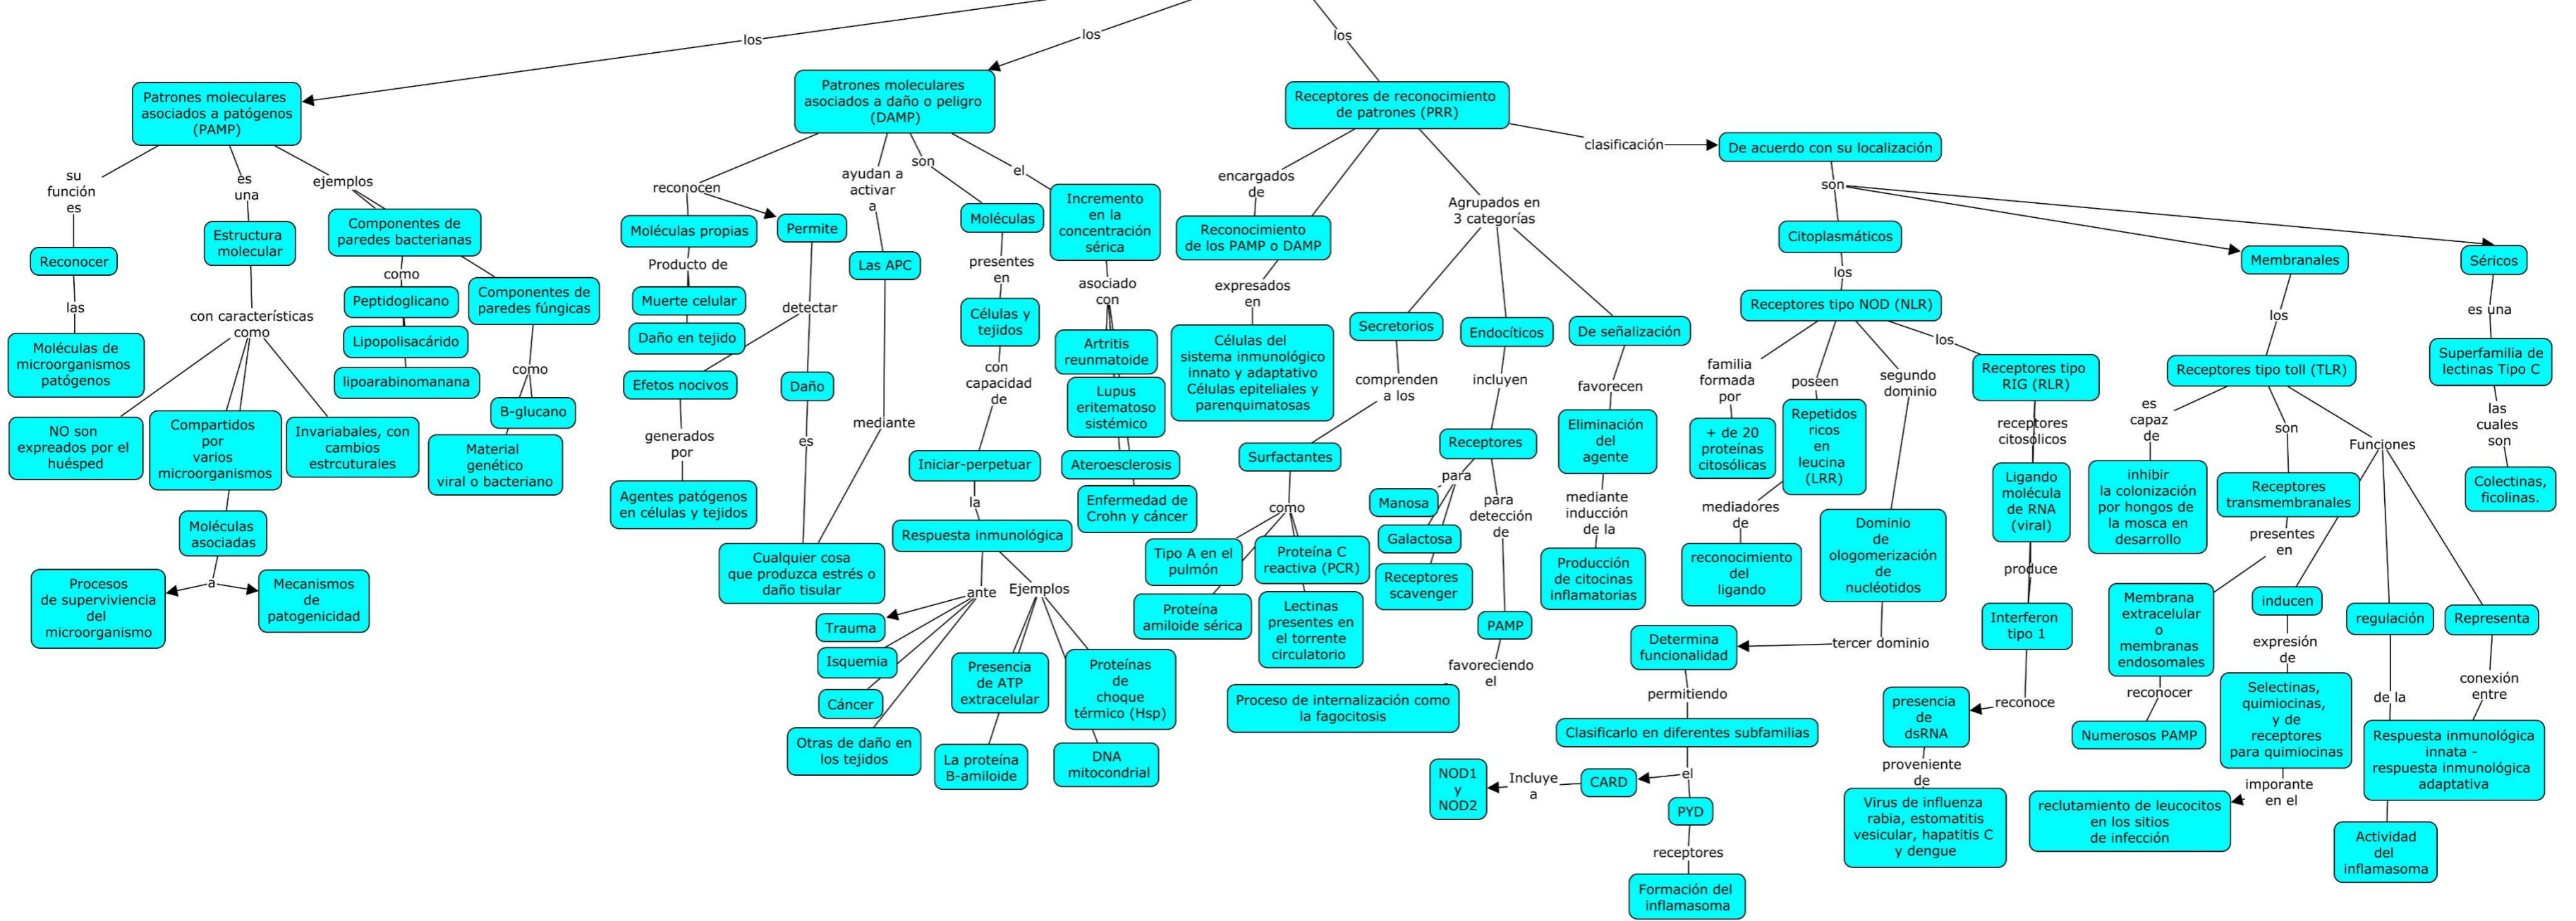 los
los
los
Patrones moleculares
asociados a patógenos
(PAMP)
su
función
es
Reconocer
las
Moléculas de
microorganismos
patógenos
es
una
Estructura
molecular
con características
como
NO son
expreados por el
huésped
Compartidos
por
varios
microorganismos
Invariabales, con
cambios
estrcuturales
Moléculas
asociadas
a
Procesos
de superviviencia
del
microorganismo
Mecanismos
de
patogenicidad
ejemplos
Componentes de
paredes bacterianas
como
Peptidoglicano
Lipopolisacárido
lipoarabinomanana
Componentes de
paredes fúngicas
como
B-glucano
Material
genético
viral o bacteriano
Patrones moleculares
asociados a daño o peligro
(DAMP)
reconocen
Moléculas propias
Producto de
Muerte celular
Daño en tejido
Efetos nocivos
generados
por
Agentes patógenos
en células y tejidos
Permite
detectar
Daño
es
Cualquier cosa
que produzca estrés o
daño tisular
ayudan a
activar
a
Las APC
mediante
son
Moléculas
presentes
en
Células y
tejidos
con
capacidad
de
Iniciar-perpetuar
la
Respuesta inmunológica
ante
Trauma
Isquemia
Cáncer
Otras de daño en
los tejidos
Ejemplos
Presencia
de ATP
extracelular
La proteína
B-amiloide
Proteínas
de
choque
térmico (Hsp)
DNA
mitocondrial
el
Incremento
en la
concentración
sérica
asociado
con
Artritis
reunmatoide
Lupus
eritematoso
sistémico
Ateroesclerosis
Enfermedad de
Crohn y cáncer
Receptores de reconocimiento
de patrones (PRR)
encargados
de
Reconocimiento
de los PAMP o DAMP
expresados
en
Células del
sistema inmunológico
innato y adaptativo
Células epiteliales y
parenquimatosas
Agrupados en
3 categorías
Secretorios
comprenden
a los
Surfactantes
como
Tipo A en el
pulmón
Proteína
amiloide sérica
Proteína C
reactiva (PCR)
Lectinas
presentes en
el torrente
circulatorio
Endocíticos
incluyen
Receptores
para
Manosa
Galactosa
Receptores
scavenger
para
detección
de
PAMP
favoreciendo
el
Proceso de internalización como
la fagocitosis
De señalización
favorecen
Eliminación
del
agente
mediante
inducción
de la
Producción
de citocinas
inflamatorias
clasificación
De acuerdo con su localización
son
Citoplasmáticos
los
Receptores tipo NOD (NLR)
familia
formada
por
+ de 20
proteínas
citosólicas
poseen
Repetidos
ricos
en
leucina
(LRR)
mediadores
de
reconocimiento
del
ligando
segundo
dominio
Dominio
de
ologomerización
de
nucléotidos
tercer dominio
Determina
funcionalidad
permitiendo
Clasificarlo en diferentes subfamilias
el
CARD
Incluye
a
NOD1
y
NOD2
PYD
receptores
Formación del
inflamasoma
los
Receptores tipo
RIG (RLR)
receptores
citosólicos
Ligando
molécula
de RNA
(viral)
produce
Interferon
tipo 1
reconoce
presencia
de
dsRNA
proveniente
de
Virus de influenza
rabia, estomatitis
vesicular, hapatitis C
y dengue
Membranales
los
Receptores tipo toll (TLR)
es
capaz
de
inhibir
la colonización
por hongos de
la mosca en
desarrollo
son
Receptores
transmembranales
presentes
en
Membrana
extracelular
o
membranas
endosomales
reconocer
Numerosos PAMP
Funciones
inducen
expresión
de
Selectinas,
quimiocinas,
y de
receptores
para quimiocinas
imporante
en el
reclutamiento de leucocitos
en los sitios
de infección
regulación
de la
Representa
conexión
entre
Respuesta inmunológica
innata -
respuesta inmunológica
adaptativa
Actividad
del
inflamasoma
Séricos
es una
Superfamilia de
lectinas Tipo C
las
cuales
son
Colectinas,
ficolinas.